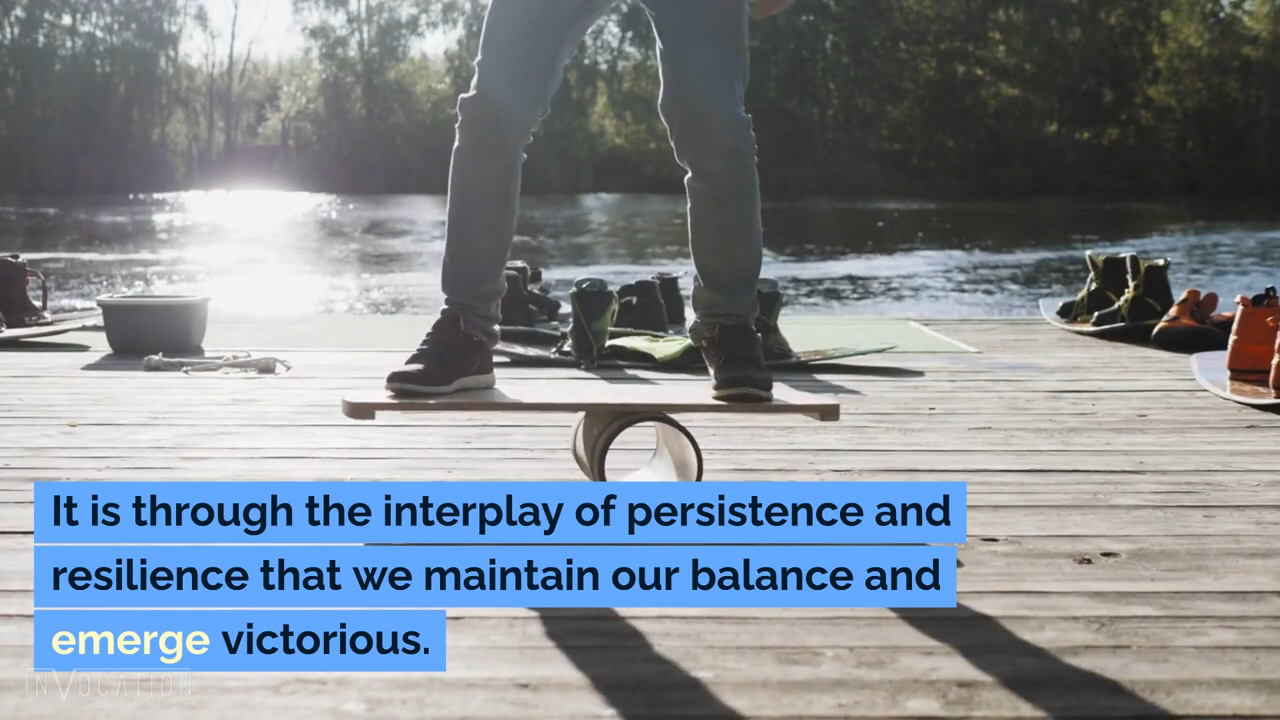 It is through the interplay of persistence and
resilience that we maintain our balance and
emerge victorious.
INVOCATION